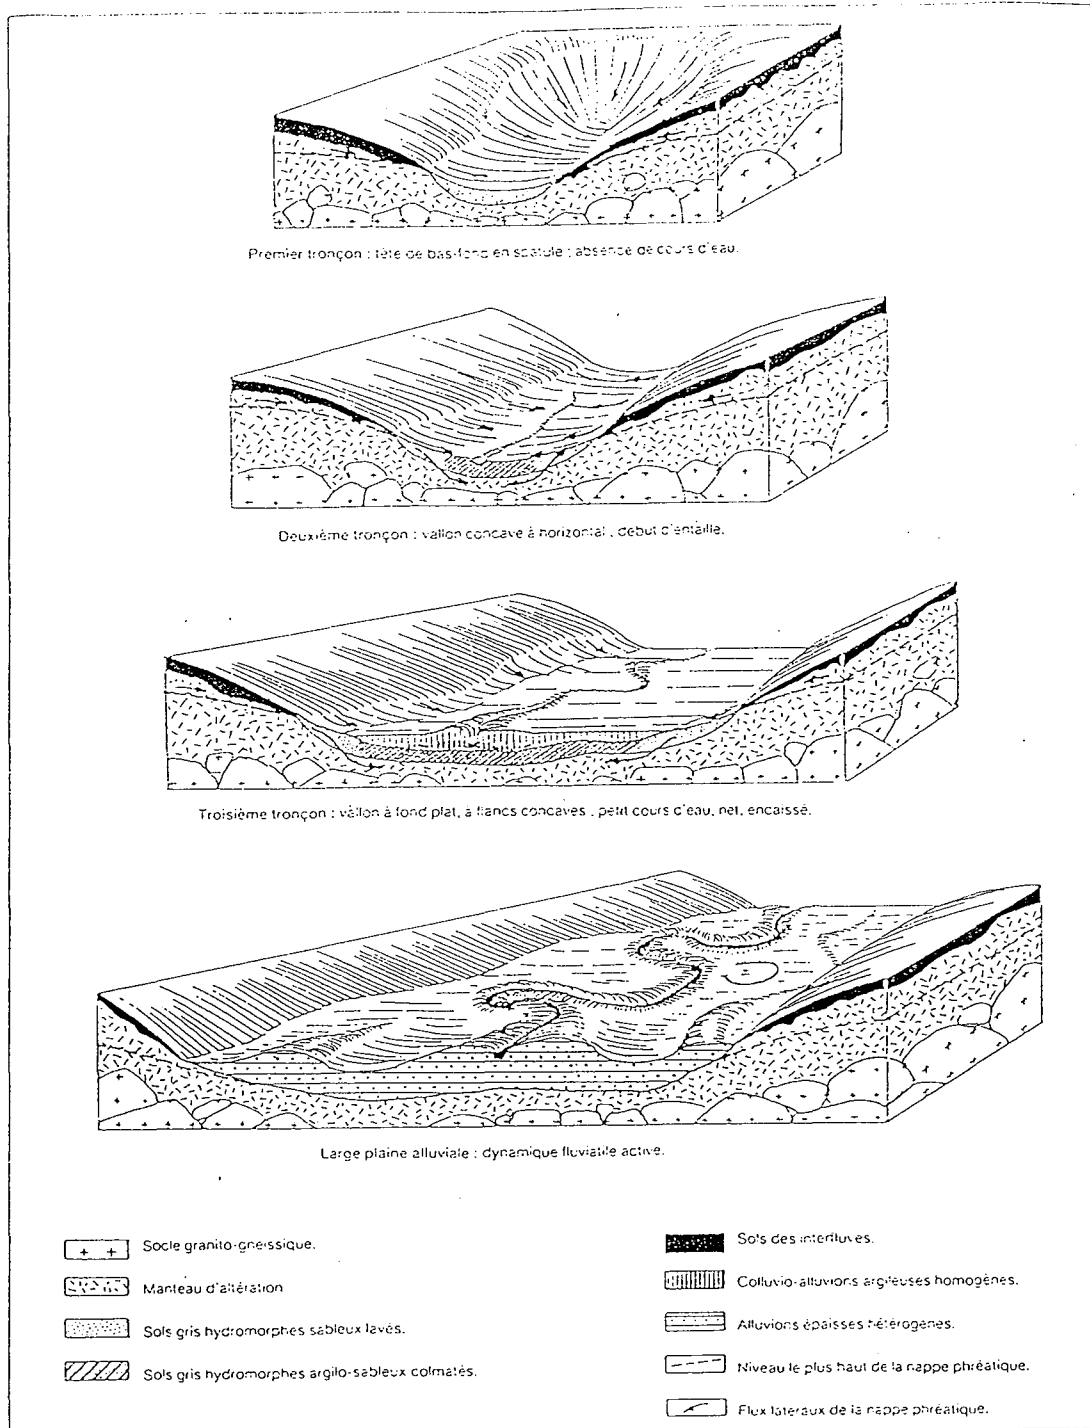 Premier tronçon : tête de bas-fond en spatule ; absence de cours d'eau.
Deuxième tronçon : vallon concave à horizontal , début d'entaille.
Troisième tronçon : vallon à fond plat, à flancs concaves , petit cours d'eau, net, encaissé.
Large plaine alluviale : dynamique fluviatile active.
Socle granito-gneissique.
Manteau d'altération
Sols gris hydromorphes sableux lavés.
Sols gris hydromorphes argilo-sableux colmatés.
Sols des interfluves.
Colluvio-alluvions argileuses homogènes.
Alluvions épaisses hétérogènes.
Niveau le plus haut de la nappe phréatique.
Flux latéraux de la nappe phréatique.